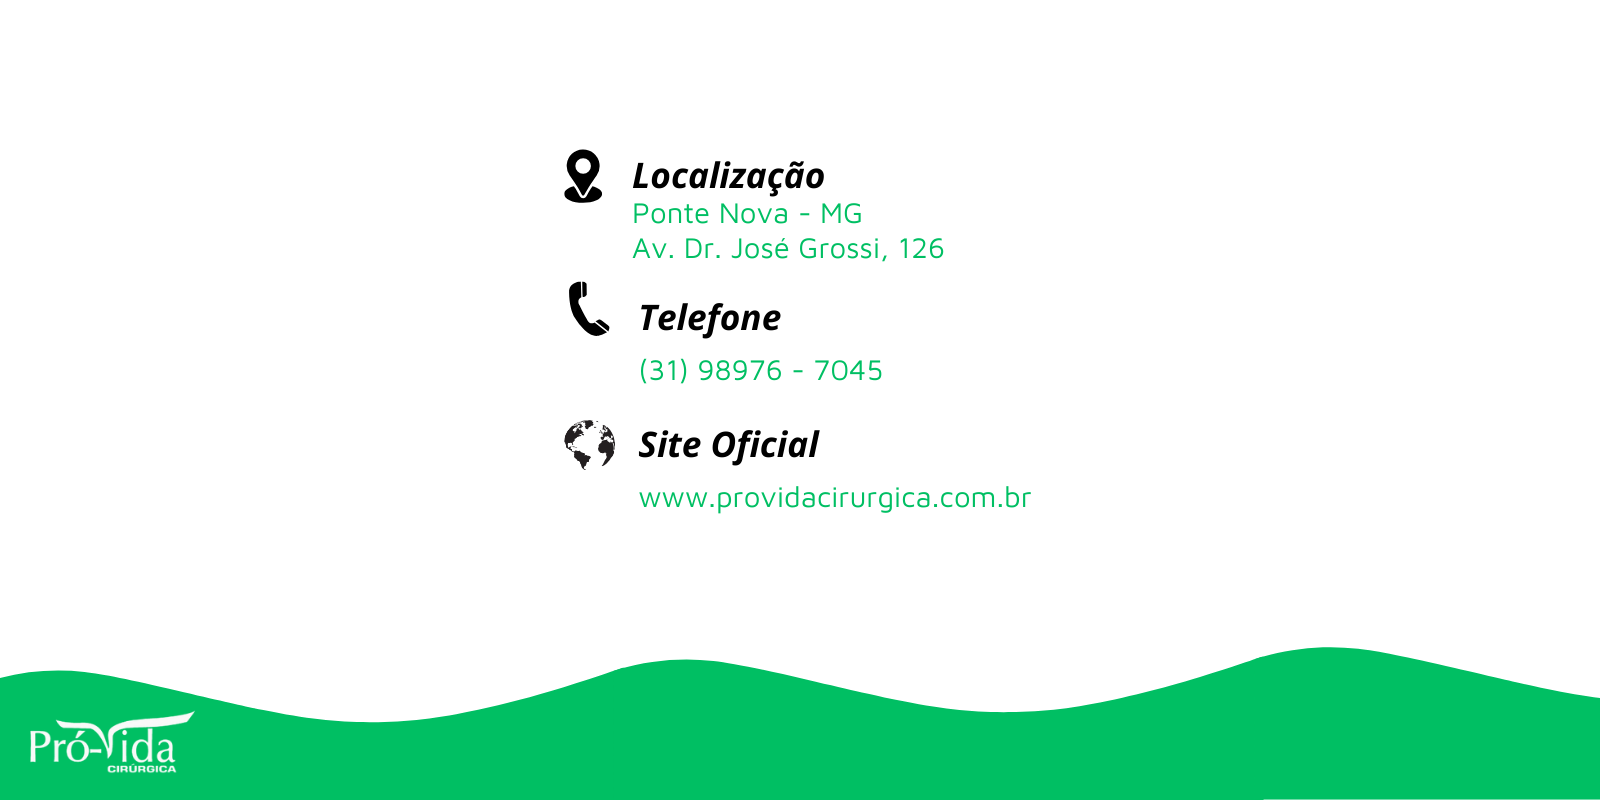 Localização
Ponte Nova - MG
Av. Dr. José Grossi, 126
Telefone
(31) 98976 - 7045
Site Oficial
www.providacirurgica.com.br
Pró-Vida
CIRÚRGICA